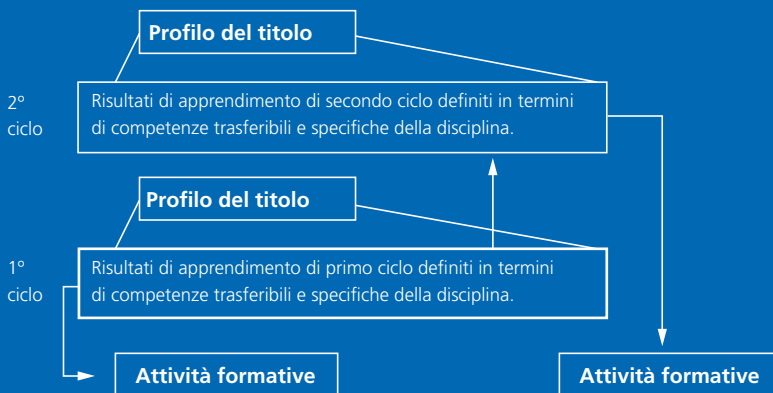 Profilo del titolo
2°
ciclo
Risultati di apprendimento di secondo ciclo definiti in termini
di competenze trasferibili e specifiche della disciplina.
Profilo del titolo
1°
ciclo
Risultati di apprendimento di primo ciclo definiti in termini
di competenze trasferibili e specifiche della disciplina.
Attività formative
Attività formative